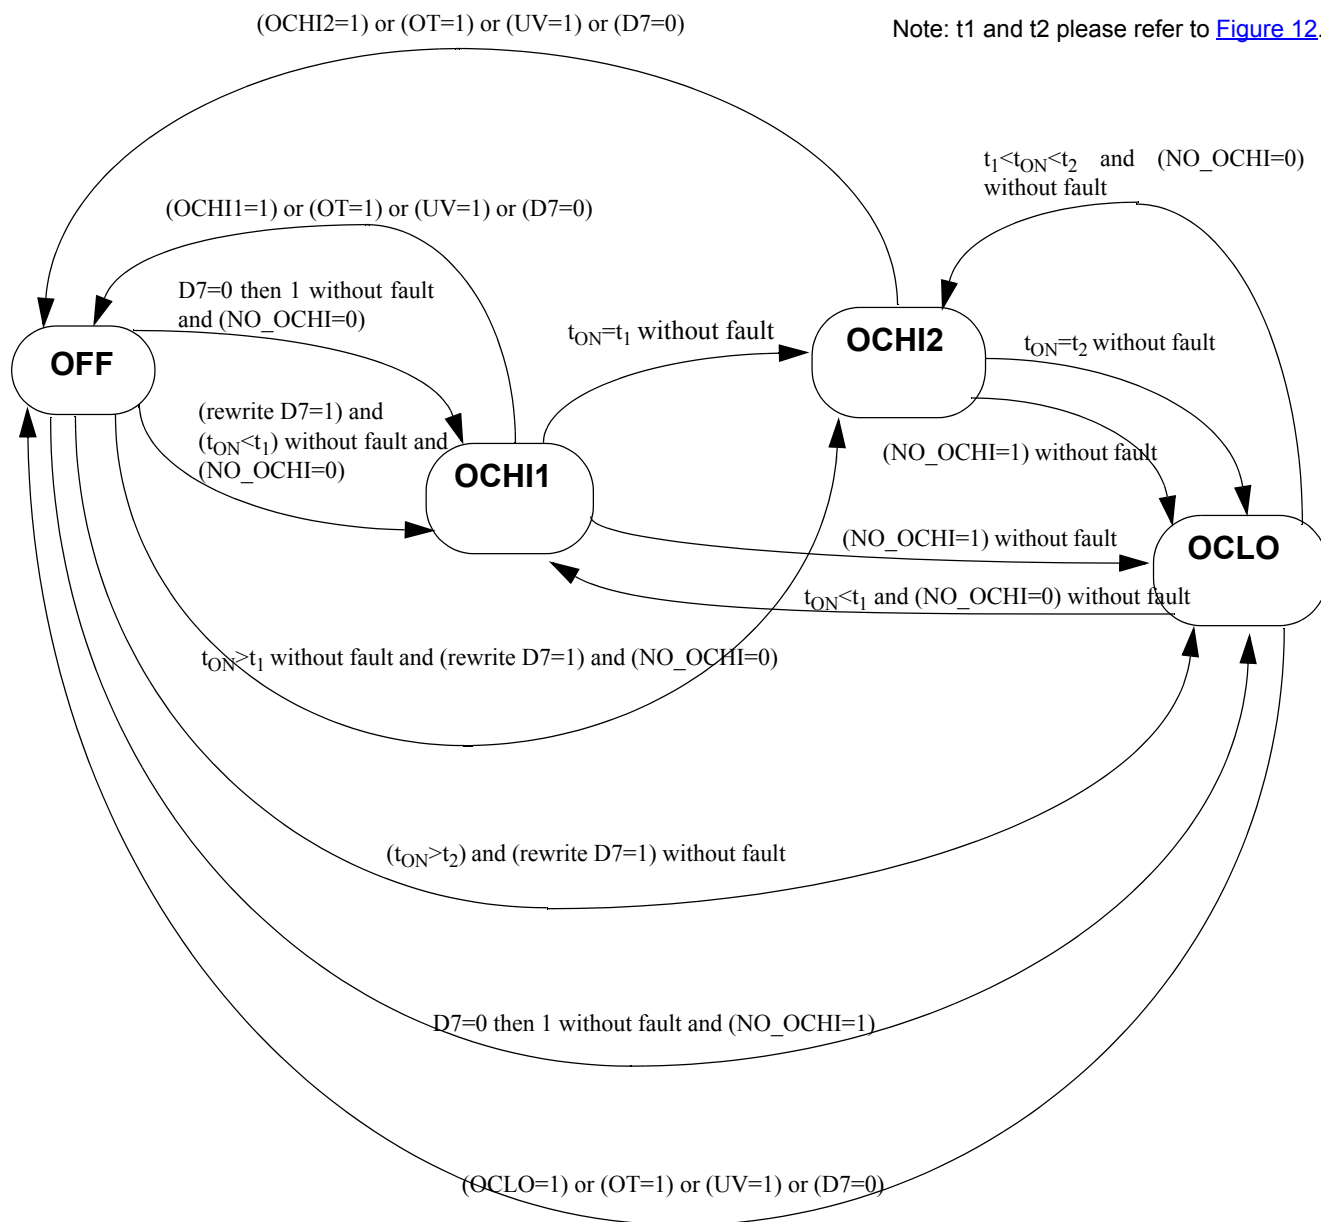 (OCHI2=1) or (OT=1) or (UV=1) or (D7=0)
Note: t1 and t2 please refer to Figure 12.
t1<tON<t2 and (NO_OCHI=0)
without fault
(OCHI1=1) or (OT=1) or (UV=1) or (D7=0)
D7=0 then 1 without fault
and (NO_OCHI=0)
tON=t1 without fault
OCHI2
tON=t2 without fault
OFF
(rewrite D7=1) and
(tON<t1) without fault and
(NO_OCHI=0)
(NO_OCHI=1) without fault
OCHI1
(NO_OCHI=1) without fault
OCLO
tON<t1 and (NO_OCHI=0) without fault
tON>t1 without fault and (rewrite D7=1) and (NO_OCHI=0)
(tON>t2) and (rewrite D7=1) without fault
D7=0 then 1 without fault and (NO_OCHI=1)
(OCLO=1) or (OT=1) or (UV=1) or (D7=0)